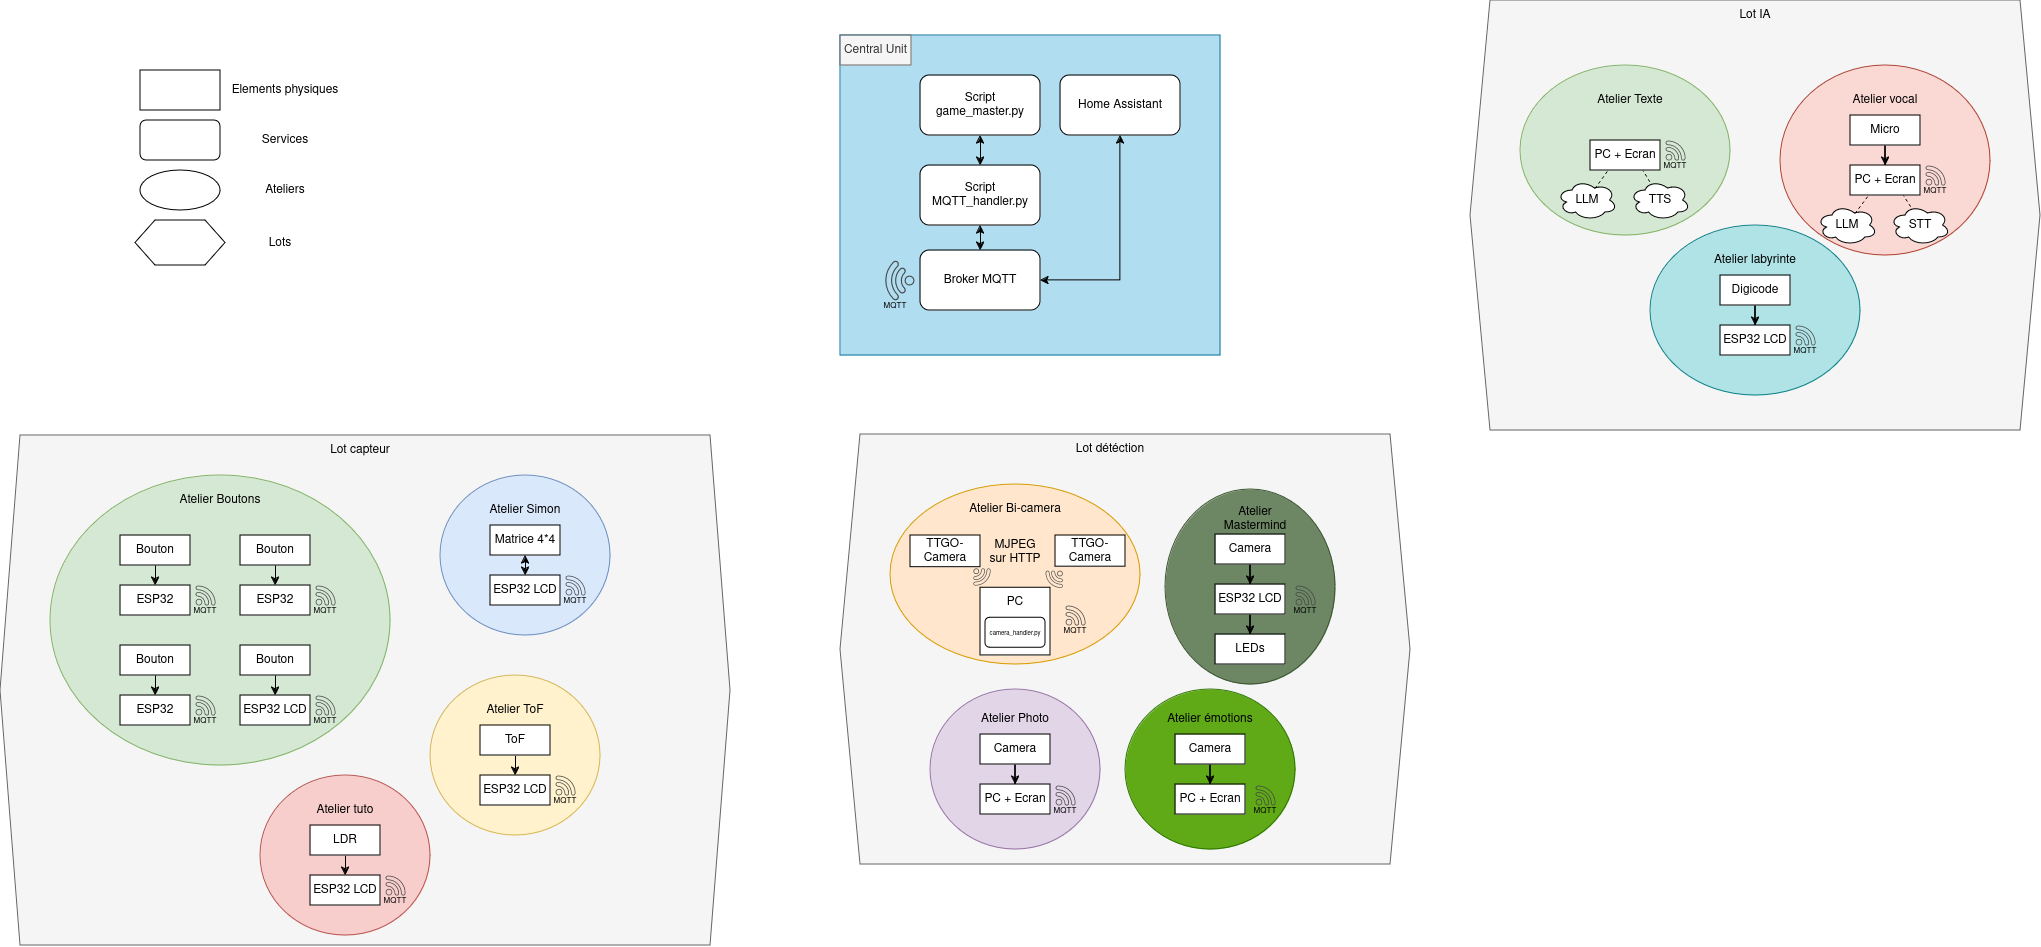 Elements physiques
Services
Ateliers
Lots
Central Unit
Script
game_master.py
Home Assistant
Script
MQTT_handler.py
Broker MQTT
MQTT
Lot IA
Atelier Texte
PC + Ecran
MQTT
LLM
TTS
Atelier vocal
Micro
PC + Ecran
MQTT
LLM
STT
Atelier labyrinte
Digicode
ESP32 LCD
MQTT
Lot capteur
Atelier Boutons
Bouton
ESP32
MQTT
Bouton
ESP32
MQTT
Bouton
ESP32
MQTT
Bouton
ESP32 LCD
MQTT
Atelier Simon
Matrice 4*4
ESP32 LCD
MQTT
Atelier ToF
ToF
ESP32 LCD
MQTT
Atelier tuto
LDR
ESP32 LCD
MQTT
Lot détéction
Atelier Bi-camera
TTGO-
Camera
MJPEG
sur HTTP
TTGO-
Camera
PC
camera_handler.py
MQTT
Atelier
Mastermind
Camera
ESP32 LCD
MQTT
LEDs
Atelier Photo
Camera
PC + Ecran
MQTT
Atelier émotions
Camera
PC + Ecran
MQTT